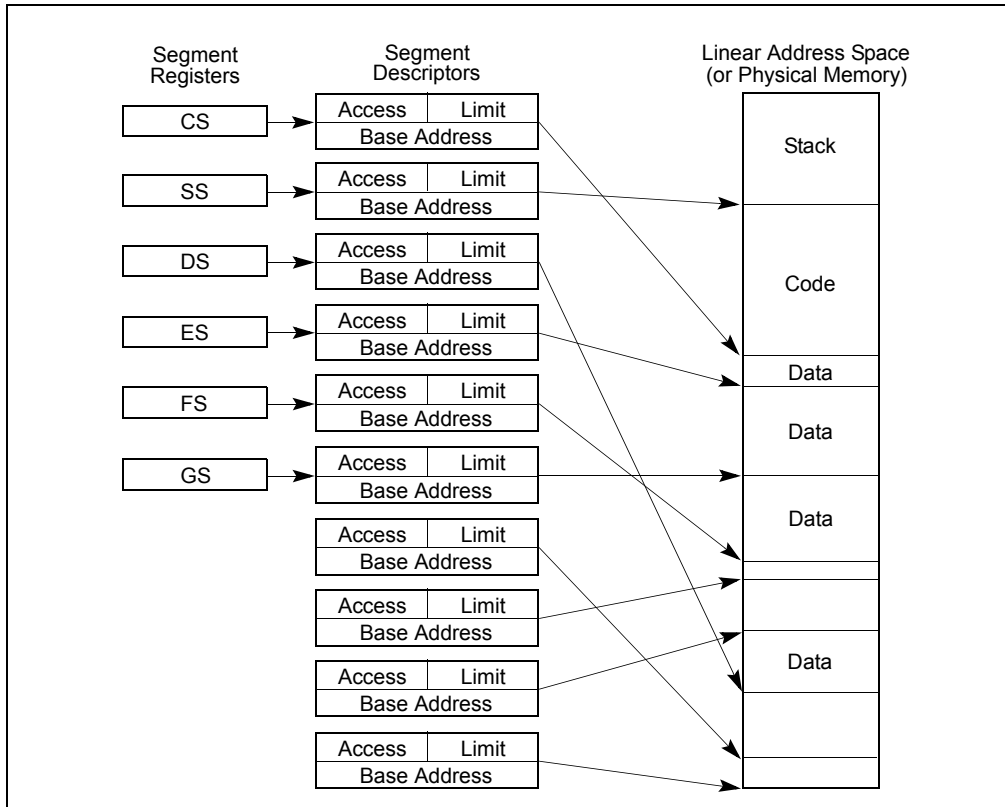 Segment
Registers
Segment
Descriptors
Linear Address Space
(or Physical Memory)
CS
Access Limit
Base Address
Stack
SS
Access Limit
Base Address
DS
Access Limit
Base Address
Code
ES
Access Limit
Base Address
Data
FS
Access Limit
Base Address
Data
GS
Access Limit
Base Address
Data
Access Limit
Base Address
Access Limit
Base Address
Access Limit
Base Address
Data
Access Limit
Base Address